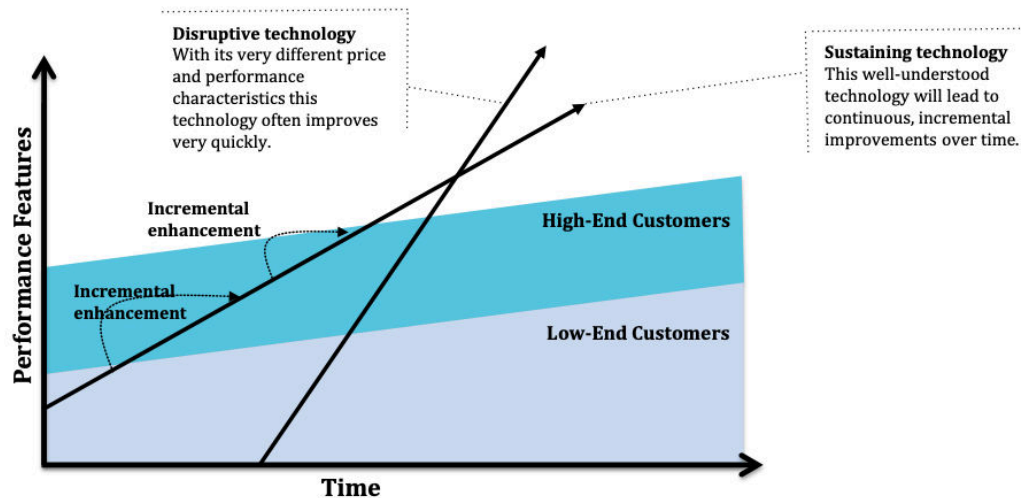 Disruptive technology
With its very different price
and performance
characteristics this
technology often improves
very quickly.
Sustaining technology
This well-understood
technology will lead to
continuous, incremental
improvements over time.
Performance Features
Incremental
enhancement
High-End Customers
Incremental
enhancement
Low-End Customers
Time